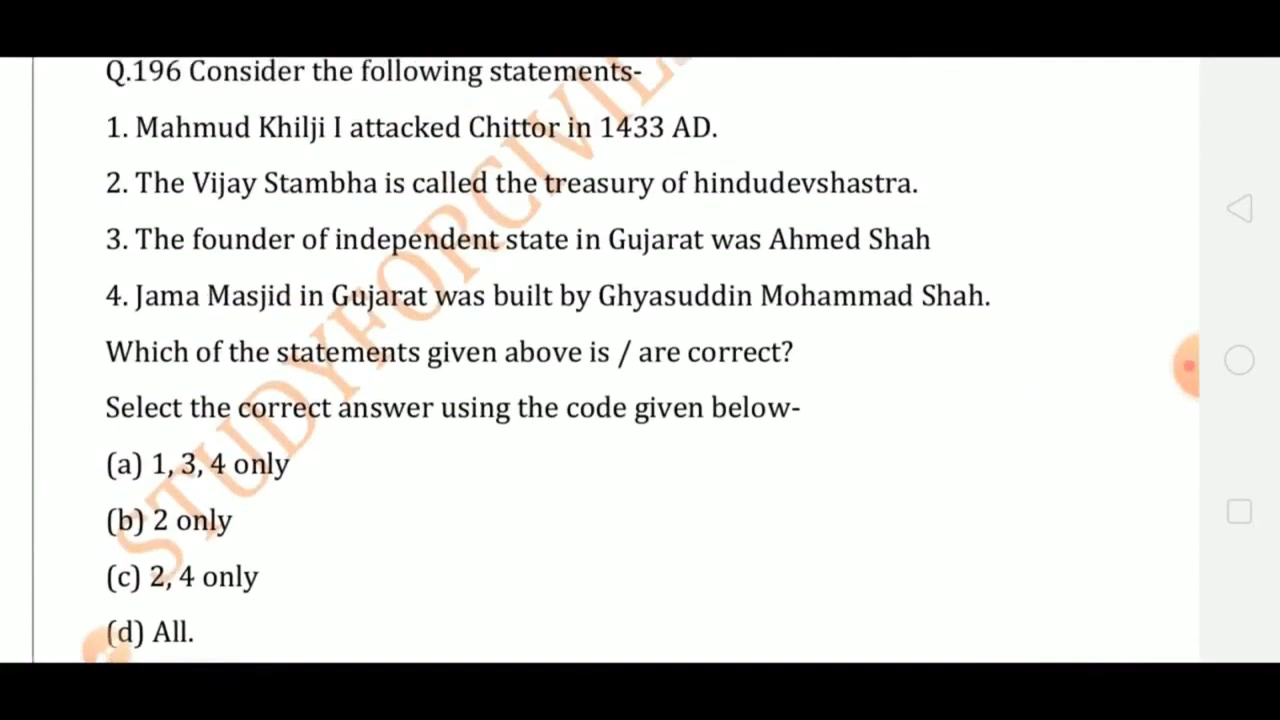 Q.196 Consider the following statements-
1. Mahmud Khilji I attacked Chittor in 1433 AD.
2. The Vijay Stambha is called the treasury of hindudevshastra.
3. The founder of independent state in Gujarat was Ahmed Shah
4. Jama Masjid in Gujarat was built by Ghyasuddin Mohammad Shah.
Which of the statements given above is / are correct?
Select the correct answer using the code given below-
(a) 1, 3, 4 only
(b) 2 only
(c) 2, 4 only
(d) All.
STUDYFORCIVIL